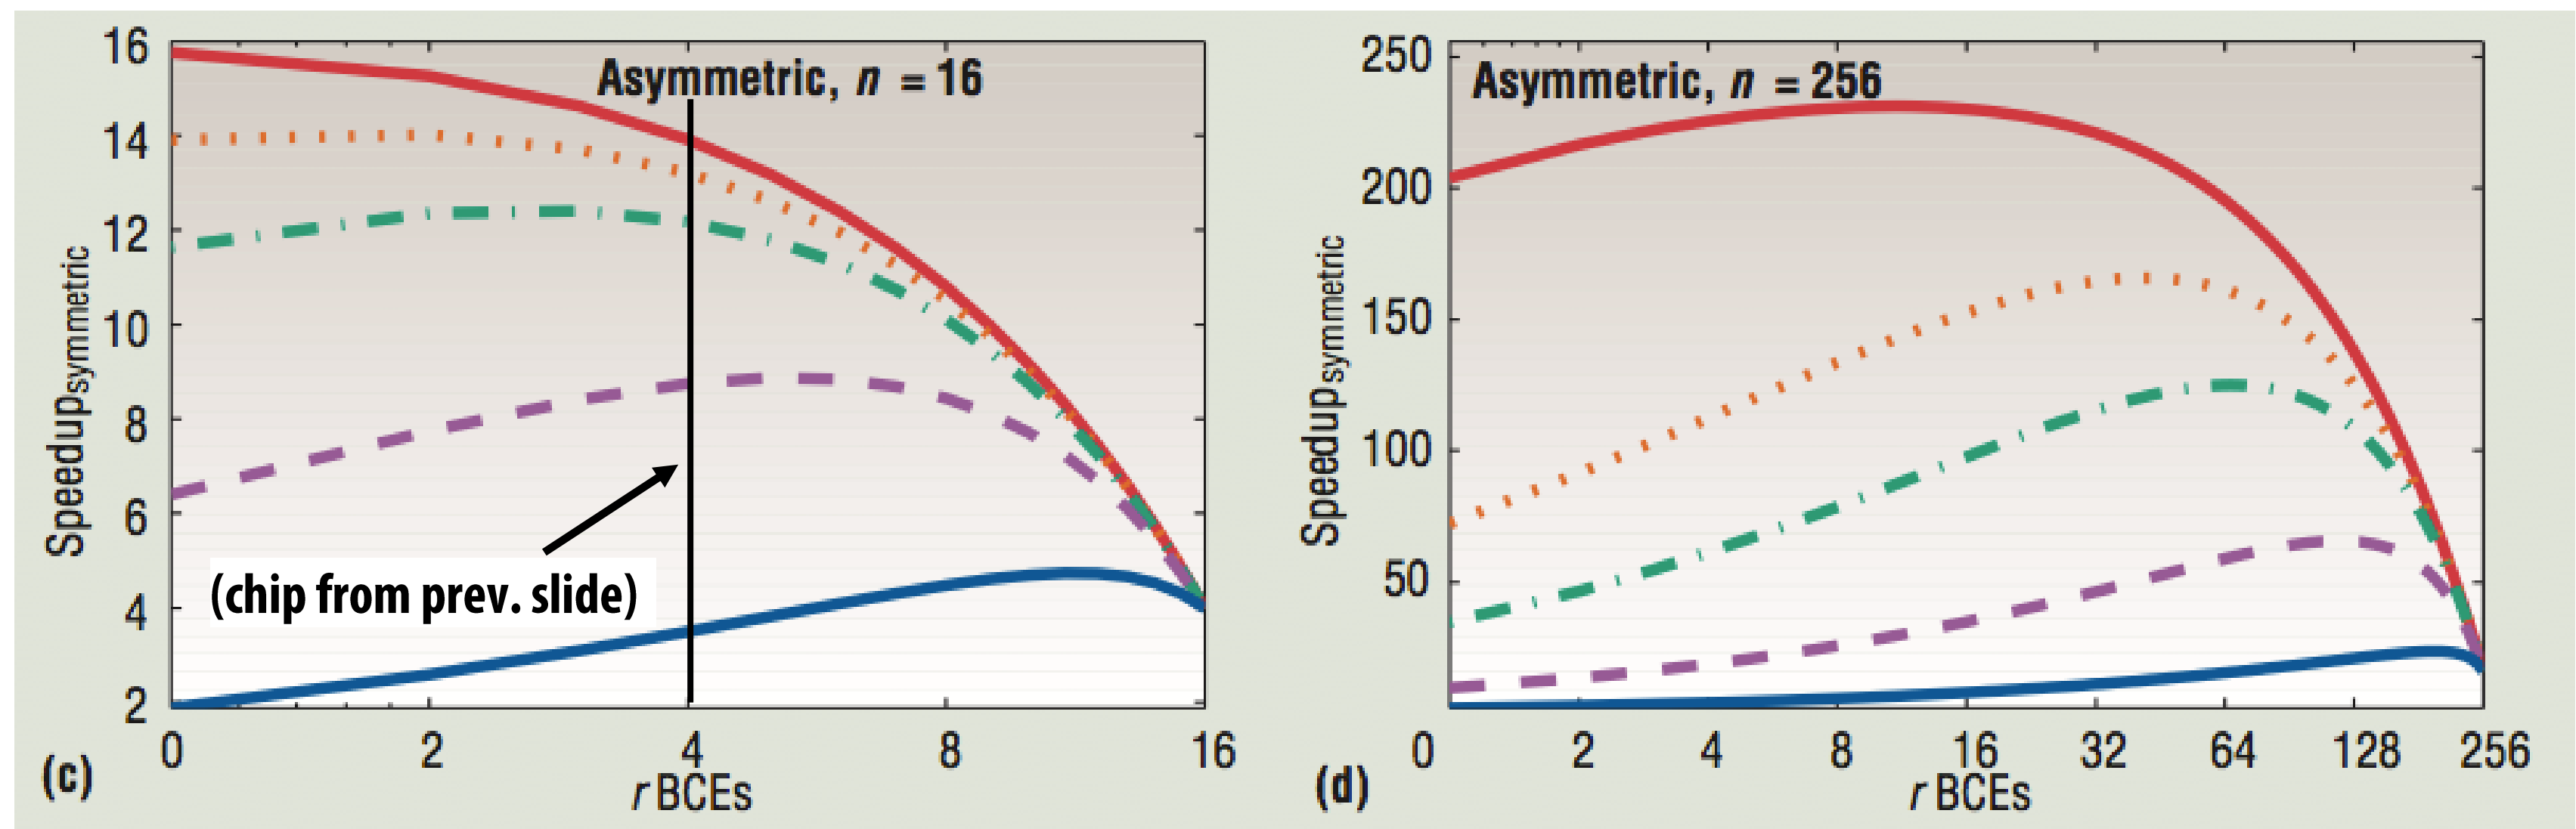 16
14
12
10
8
6
4
2
Speedupsymmetric
Asymmetric, n = 16
(chip from prev. slide)
0 2 4 8 16
r BCEs
(c)
250
200
150
100
50
Speedupsymmetric
Asymmetric, n = 256
0 2 4 8 16 32 64 128 256
r BCEs
(d)